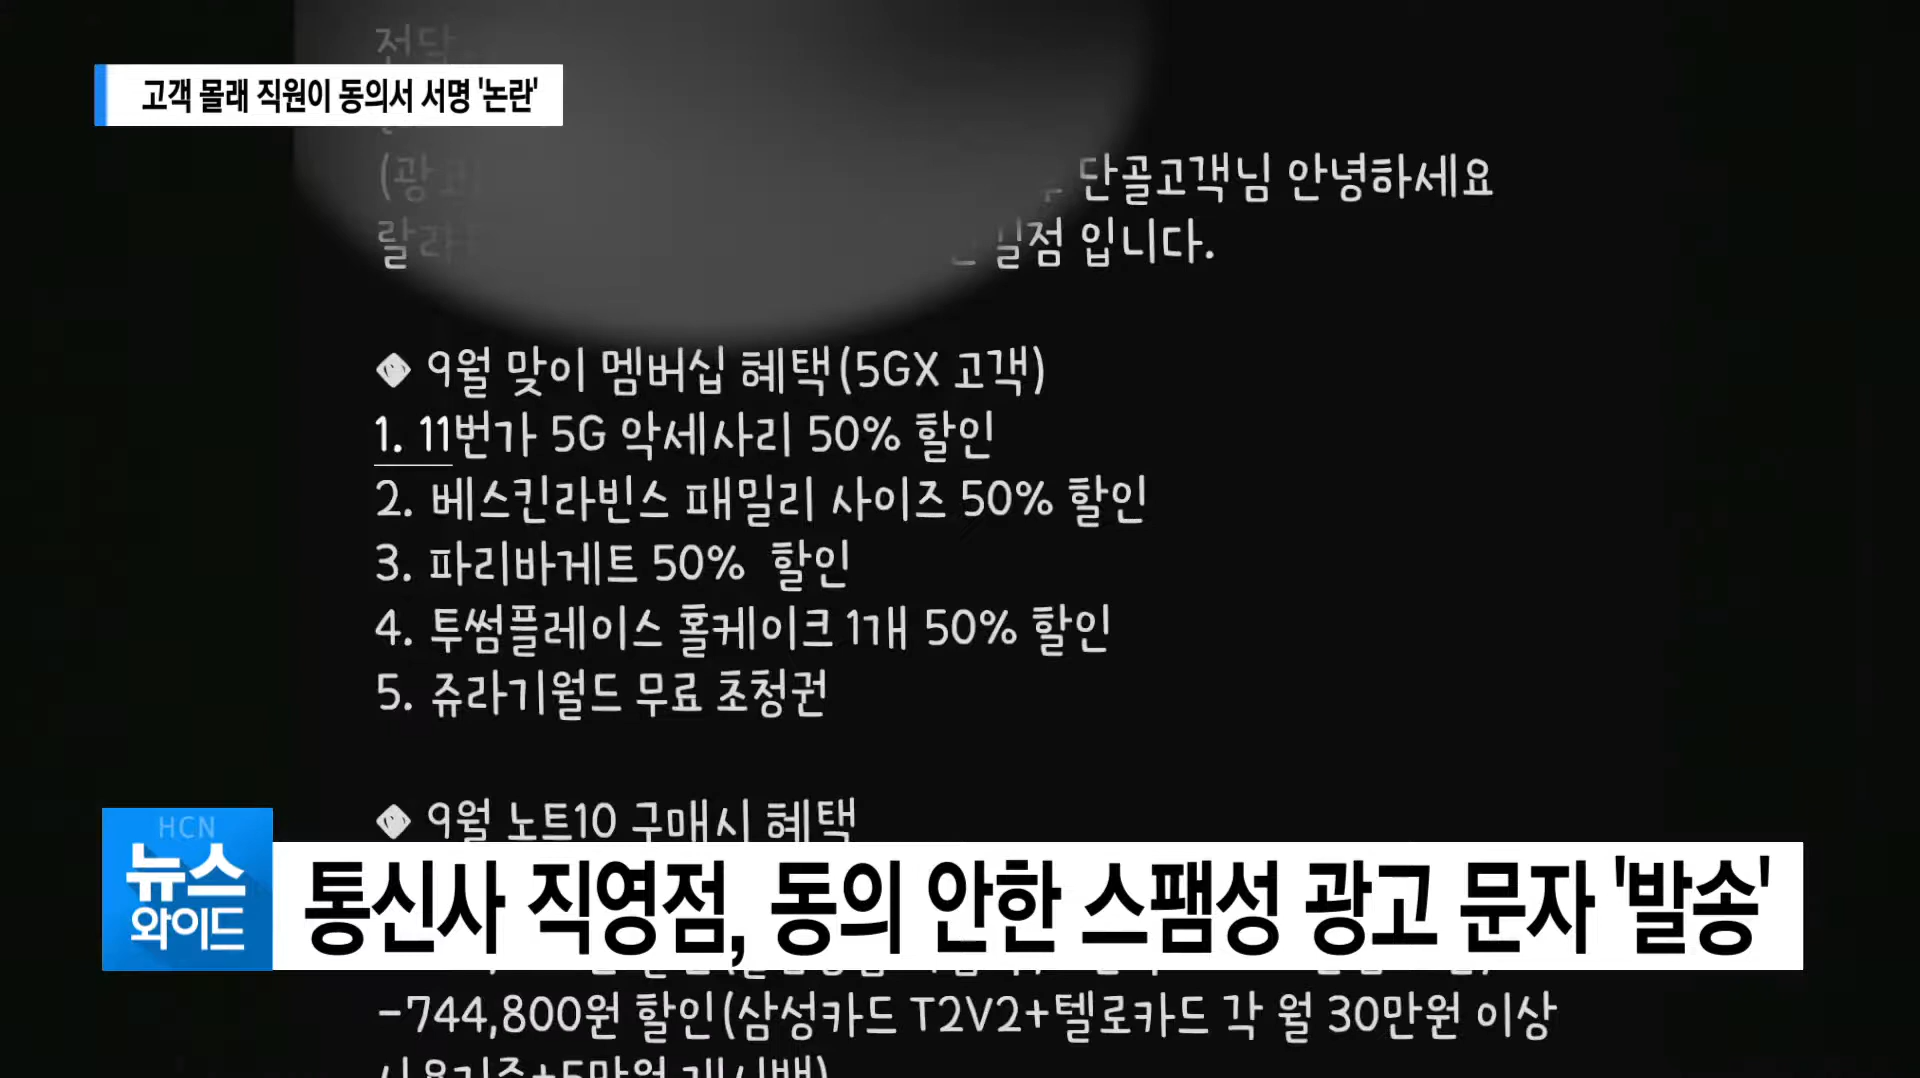 고객 몰래 직원이 동의서 서명 '논란'
단골고객님 안녕하세요
입니다.
◆ 9월 맞이 멤버십 혜택(5GX 고객)
1. 11번가 5G 악세사리 50% 할인
2. 베스킨라빈스 패밀리 사이즈 50% 할인
3. 파리바게트 50% 할인
4. 투썸플레이스 홀케이크 1개 50% 할인
5. 쥬라기월드 무료 초청권
◆ 9월 노트10 구매시 혜택
HCN
뉴스
와이드
통신사 직영점, 동의 안한 스팸성 광고 문자 '발송'
-744,800원 할인(삼성카드 T2V2+텔로카드 각 월 30만원 이상